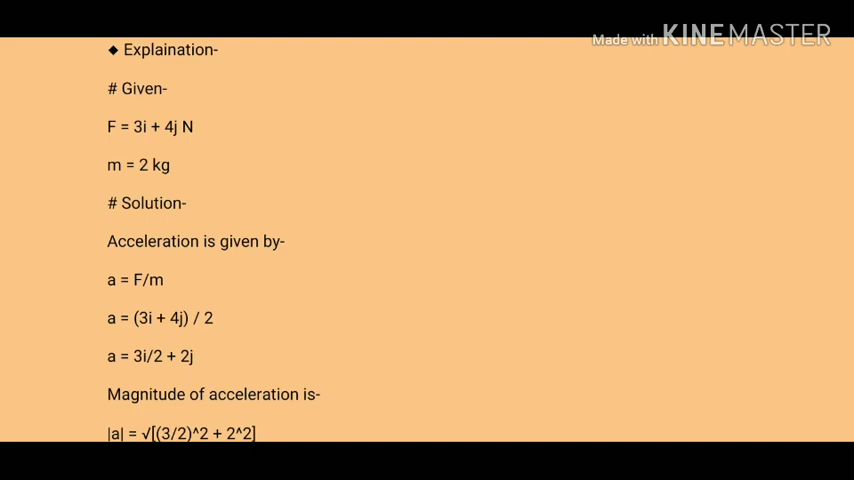 Made with KINEMASTER
◆ Explaination-
# Given-
F = 3i + 4j N
m = 2 kg
# Solution-
Acceleration is given by-
a = F/m
a = (3i + 4j) / 2
a = 3i/2 + 2j
Magnitude of acceleration is-
|a| = √[(3/2)^2 + 2^2]